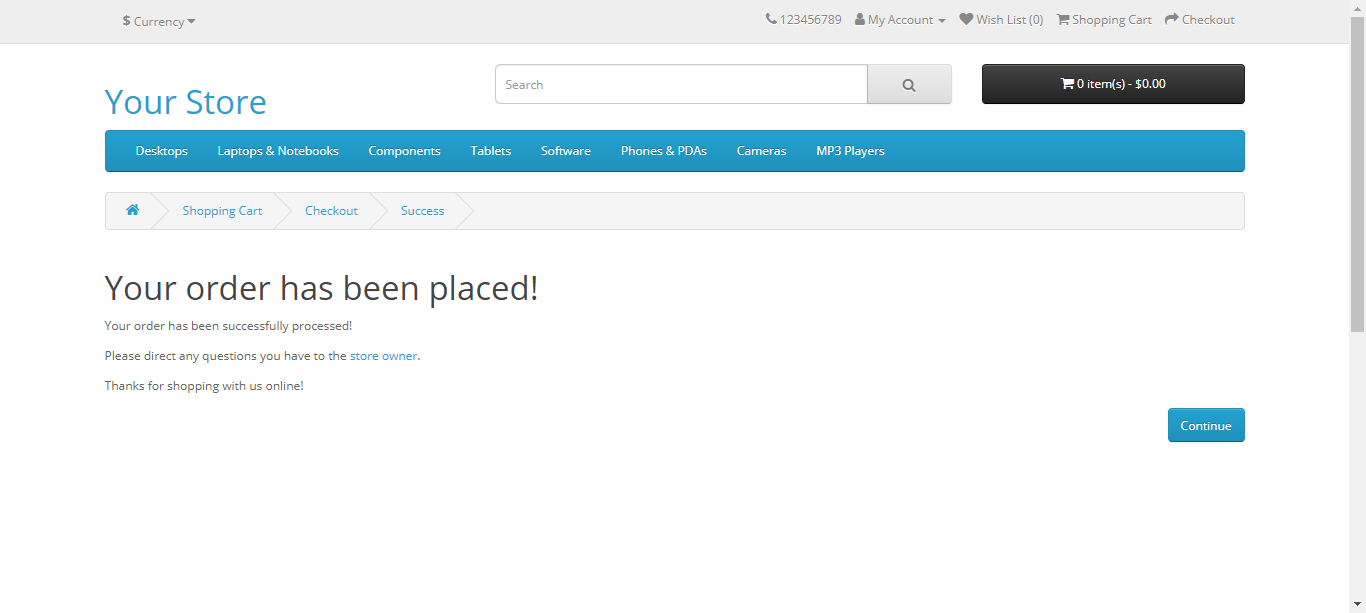 $ Currency
123456789 My Account Wish List (0) Shopping Cart Checkout
Your Store
Search
0 item(s) - $0.00
Desktops Laptops & Notebooks Components Tablets Software Phones & PDAs Cameras MP3 Players
Shopping Cart Checkout Success
Your order has been placed!
Your order has been successfully processed!
Please direct any questions you have to the store owner.
Thanks for shopping with us online!
Continue